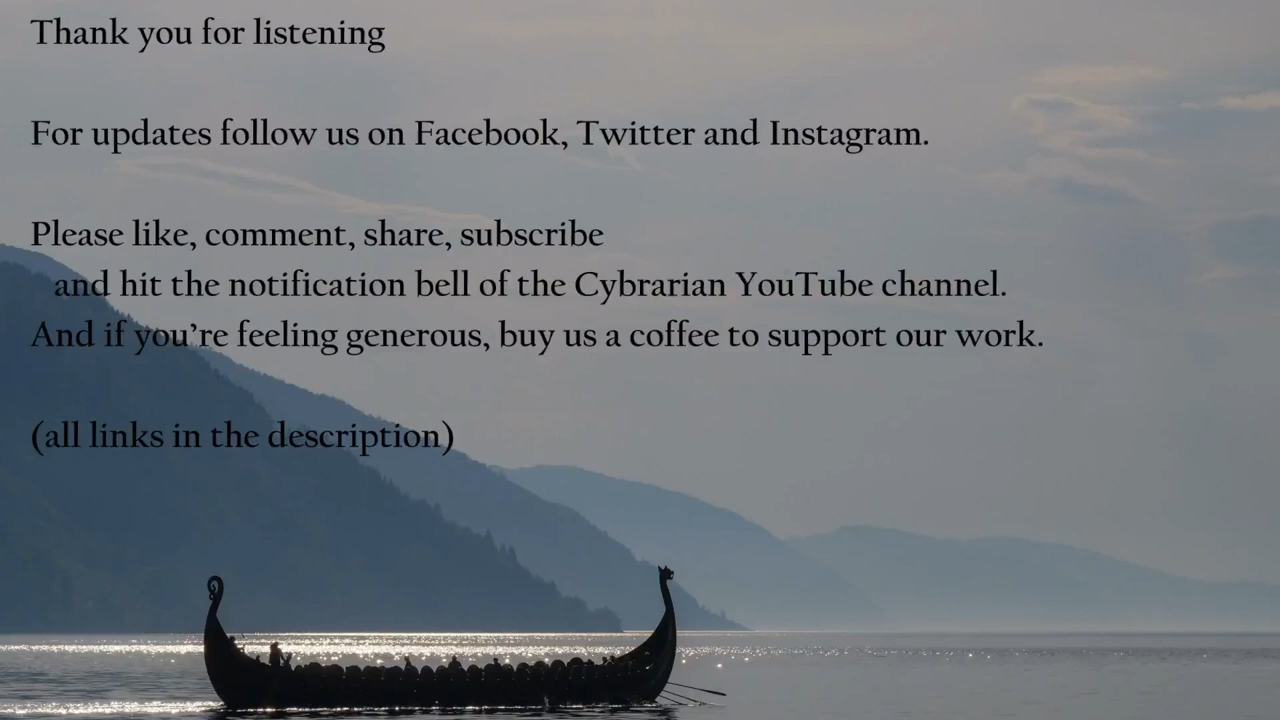 Thank you for listening
For updates follow us on Facebook, Twitter and Instagram.
Please like, comment, share, subscribe
and hit the notification bell of the Cybrarian YouTube channel.
And if you're feeling generous, buy us a coffee to support our work.
(all links in the description)